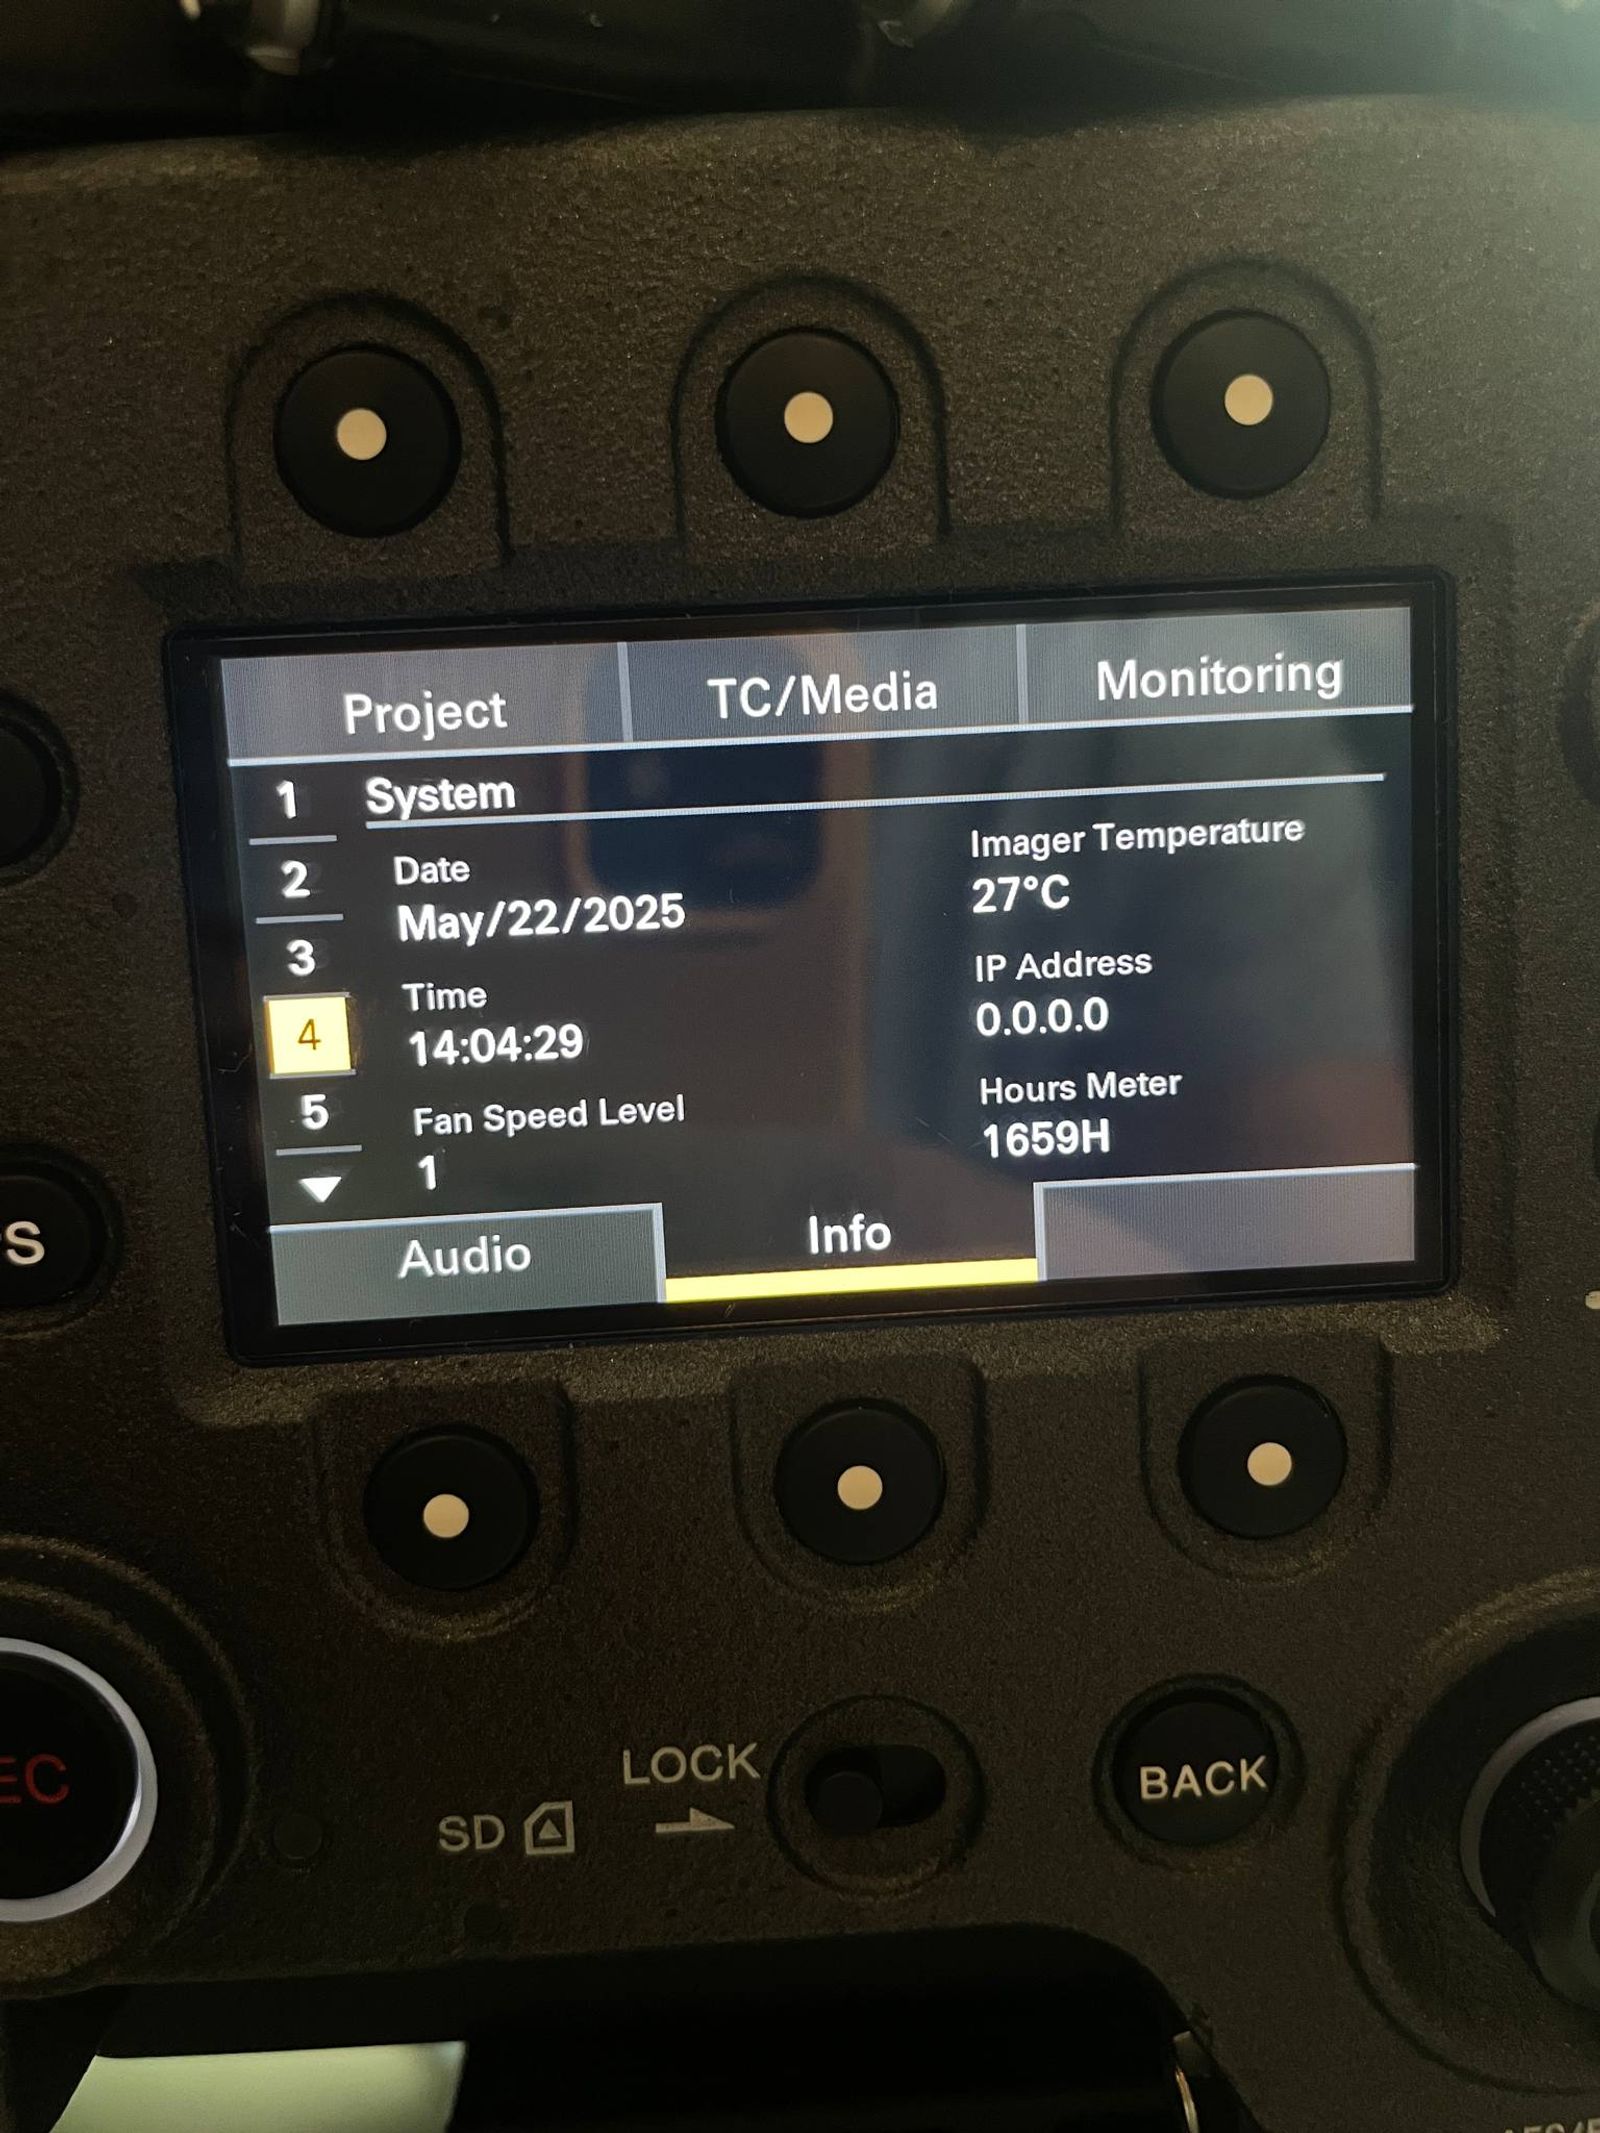 Project TC/Media Monitoring
1 System
2 Date
May/22/2025
3 Time
14:04:29
4 Fan Speed Level
1
5
Imager Temperature
27°C
IP Address
0.0.0.0
Hours Meter
1659H
Audio Info
S
EC
LOCK
SD
BACK